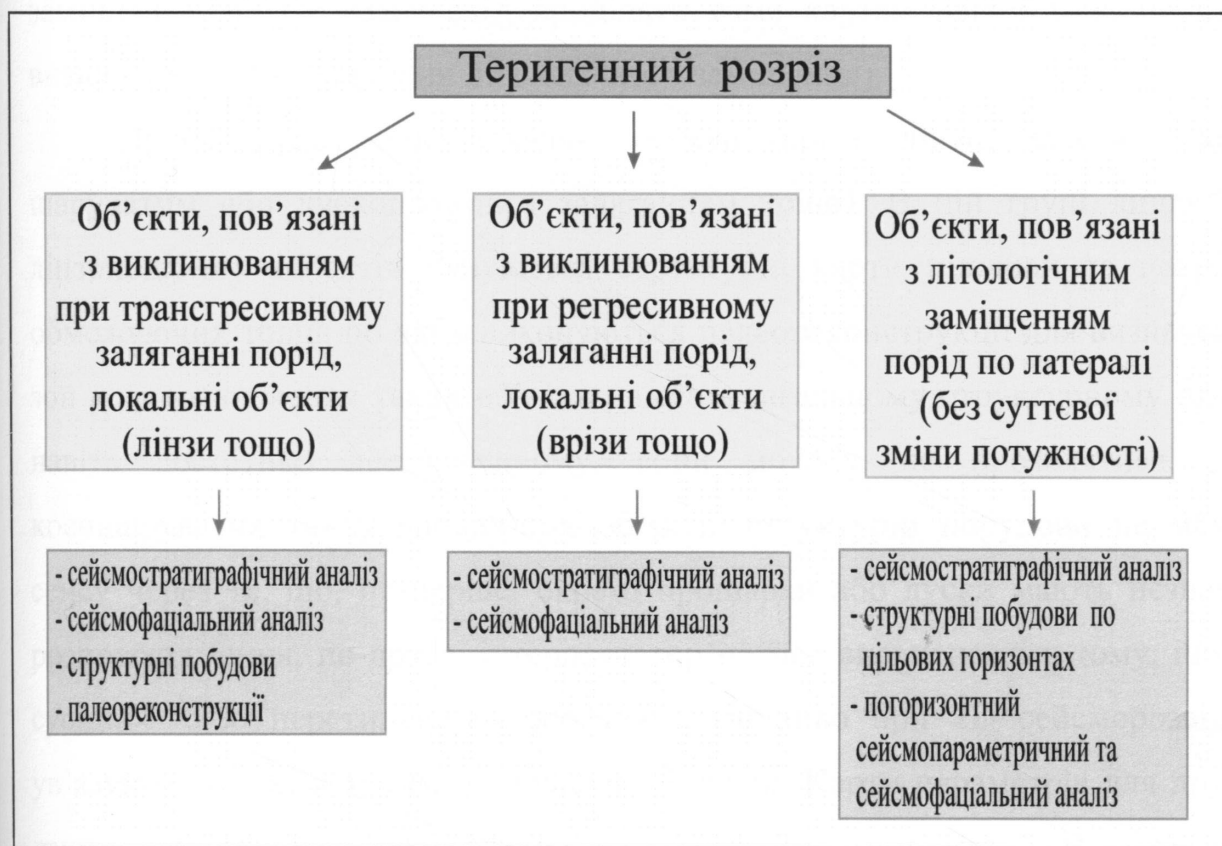 Теригенний розріз
Об’єкти, пов’язані
з виклинюванням
при трансгресивному
заляганні порід,
локальні об’єкти
(лінзи тощо)
Об’єкти, пов’язані
з виклинюванням
при регресивному
заляганні порід,
локальні об’єкти
(врізи тощо)
Об’єкти, пов’язані
з літологічним
заміщенням
порід по латералі
(без суттєвої
зміни потужності)
- сейсмостратиграфічний аналіз
- сейсмофаціальний аналіз
- структурні побудови
- палеореконструкції
- сейсмостратиграфічний аналіз
- сейсмофаціальний аналіз
- сейсмостратиграфічний аналіз
- структурні побудови по
цільових горизонтах
- погоризонтний
сейсмопараметричний та
сейсмофаціальний аналіз